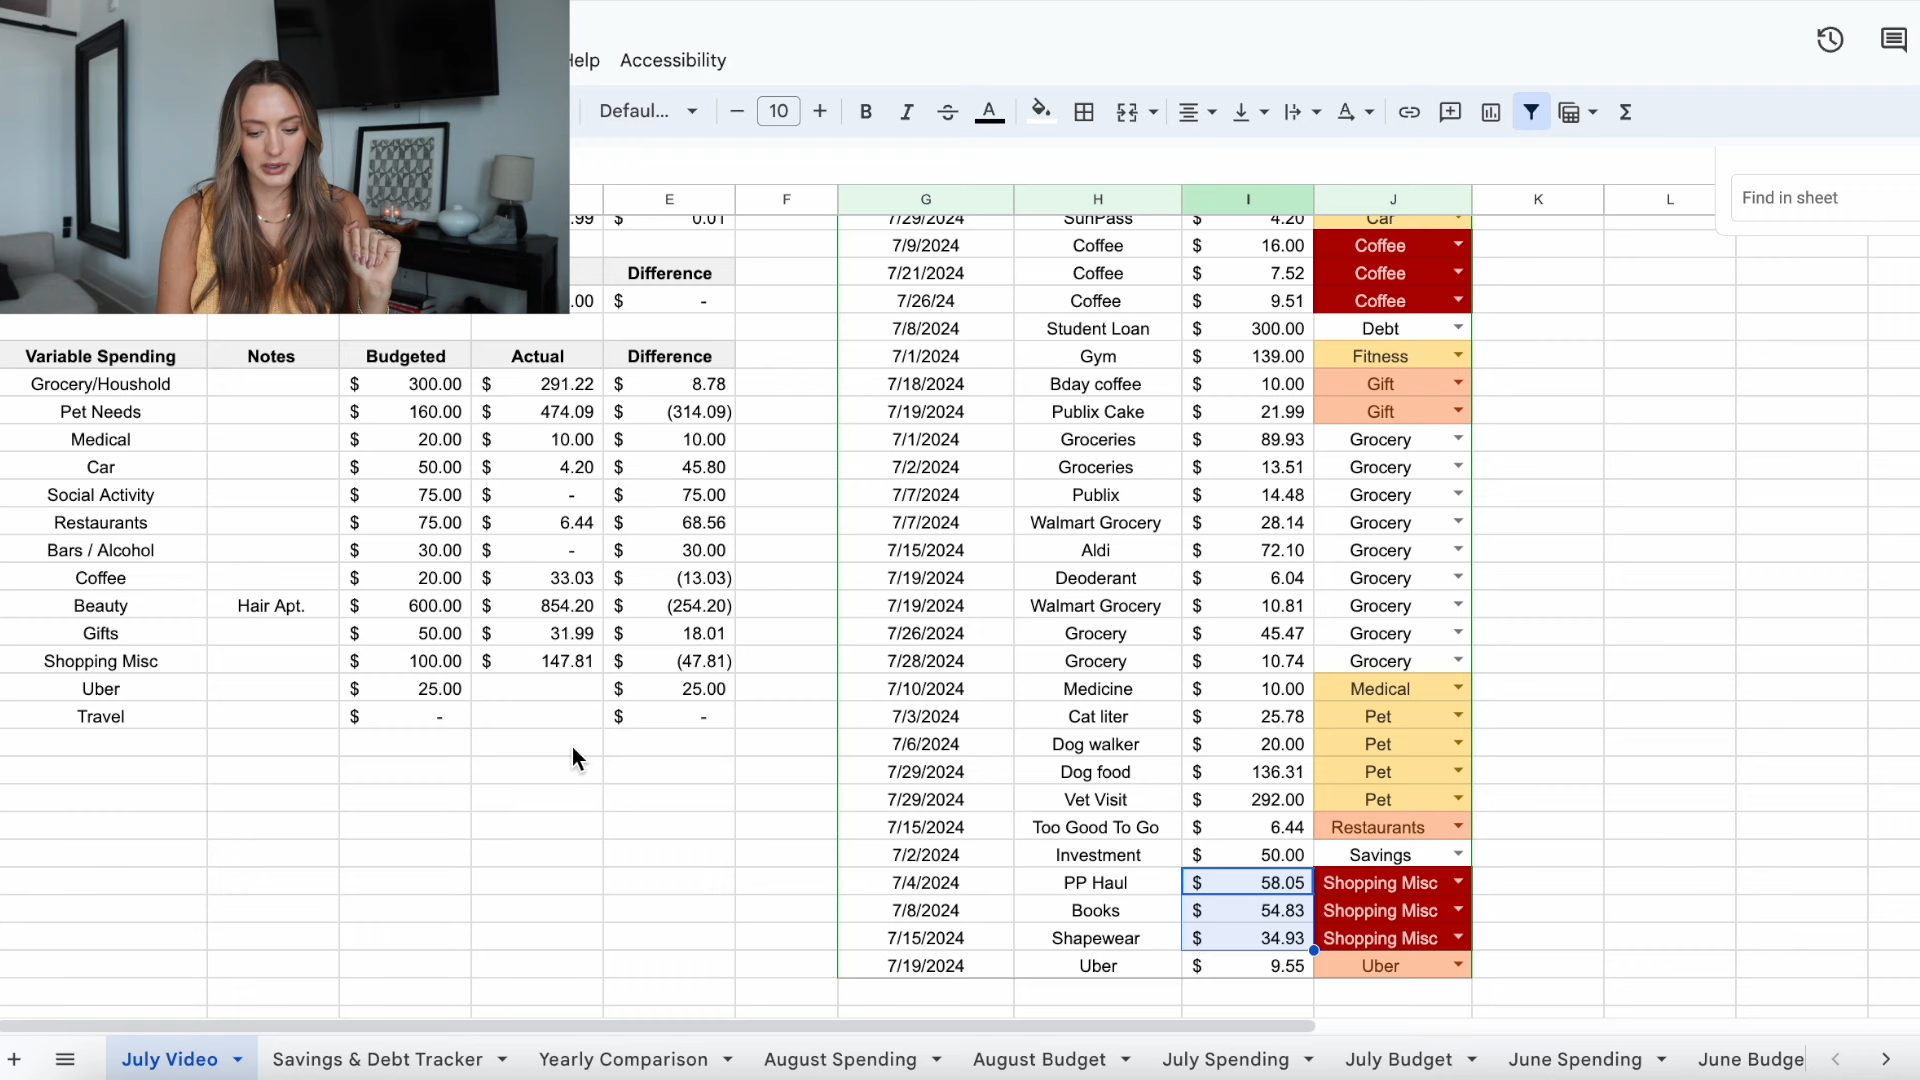 Help Accessibility
Defaul... 10 B I S A Σ
Find in sheet
E F G H I J K L
.99 $ 0.01 7/29/2024 SunPass $ 4.20 Car
7/9/2024 Coffee $ 16.00 Coffee
Difference 7/21/2024 Coffee $ 7.52 Coffee
.00 $ - 7/26/24 Coffee $ 9.51 Coffee
7/8/2024 Student Loan $ 300.00 Debt
Variable Spending Notes Budgeted Actual Difference 7/1/2024 Gym $ 139.00 Fitness
Grocery/Houshold $ 300.00 $ 291.22 $ 8.78 7/18/2024 Bday coffee $ 10.00 Gift
Pet Needs $ 160.00 $ 474.09 $ (314.09) 7/19/2024 Publix Cake $ 21.99 Gift
Medical $ 20.00 $ 10.00 $ 10.00 7/1/2024 Groceries $ 89.93 Grocery
Car $ 50.00 $ 4.20 $ 45.80 7/2/2024 Groceries $ 13.51 Grocery
Social Activity $ 75.00 $ - $ 75.00 7/7/2024 Publix $ 14.48 Grocery
Restaurants $ 75.00 $ 6.44 $ 68.56 7/7/2024 Walmart Grocery $ 28.14 Grocery
Bars / Alcohol $ 30.00 $ - $ 30.00 7/15/2024 Aldi $ 72.10 Grocery
Coffee $ 20.00 $ 33.03 $ (13.03) 7/19/2024 Deoderant $ 6.04 Grocery
Beauty Hair Apt. $ 600.00 $ 854.20 $ (254.20) 7/19/2024 Walmart Grocery $ 10.81 Grocery
Gifts $ 50.00 $ 31.99 $ 18.01 7/26/2024 Grocery $ 45.47 Grocery
Shopping Misc $ 100.00 $ 147.81 $ (47.81) 7/28/2024 Grocery $ 10.74 Grocery
Uber $ 25.00 $ 25.00 7/10/2024 Medicine $ 10.00 Medical
Travel $ - $ - 7/3/2024 Cat liter $ 25.78 Pet
7/6/2024 Dog walker $ 20.00 Pet
7/29/2024 Dog food $ 136.31 Pet
7/29/2024 Vet Visit $ 292.00 Pet
7/15/2024 Too Good To Go $ 6.44 Restaurants
7/2/2024 Investment $ 50.00 Savings
7/4/2024 PP Haul $ 58.05 Shopping Misc
7/8/2024 Books $ 54.83 Shopping Misc
7/15/2024 Shapewear $ 34.93 Shopping Misc
7/19/2024 Uber $ 9.55 Uber
July Video Savings & Debt Tracker Yearly Comparison August Spending August Budget July Spending July Budget June Spending June Budge